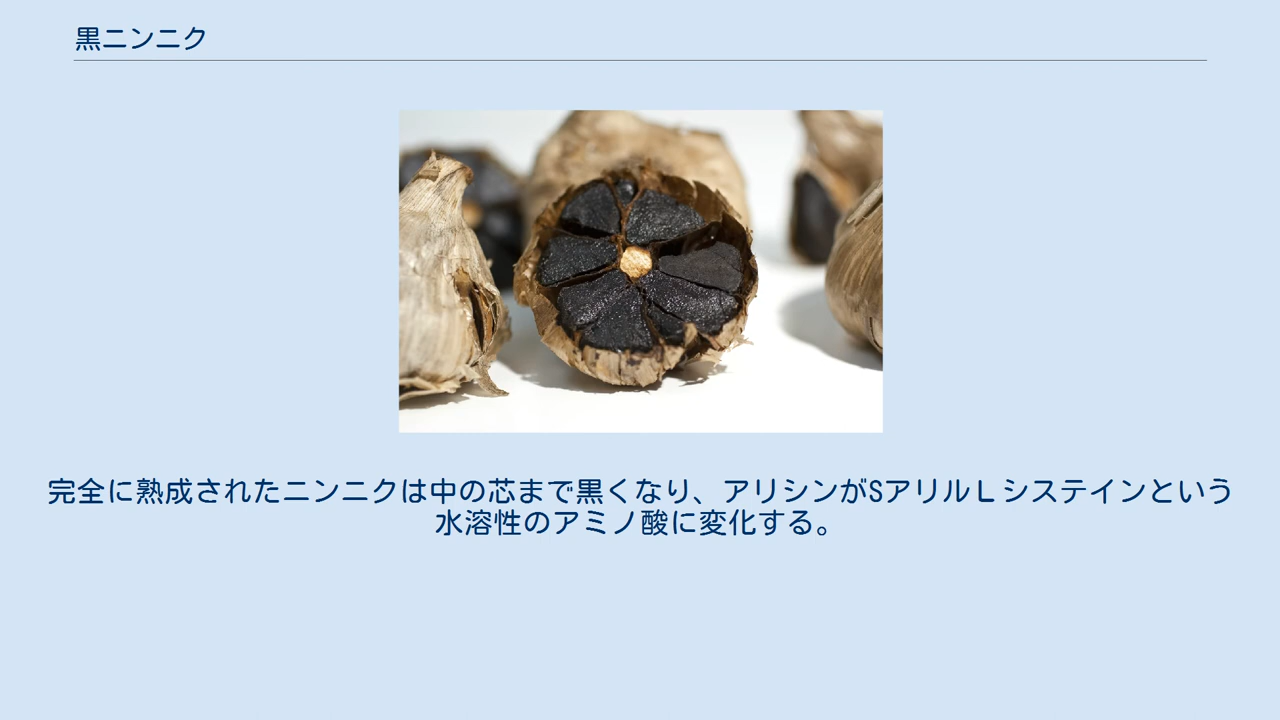 黒ニンニク
完全に熟成されたニンニクは中の芯まで黒くなり、アリシンがSアリルＬシステインという
水溶性のアミノ酸に変化する。